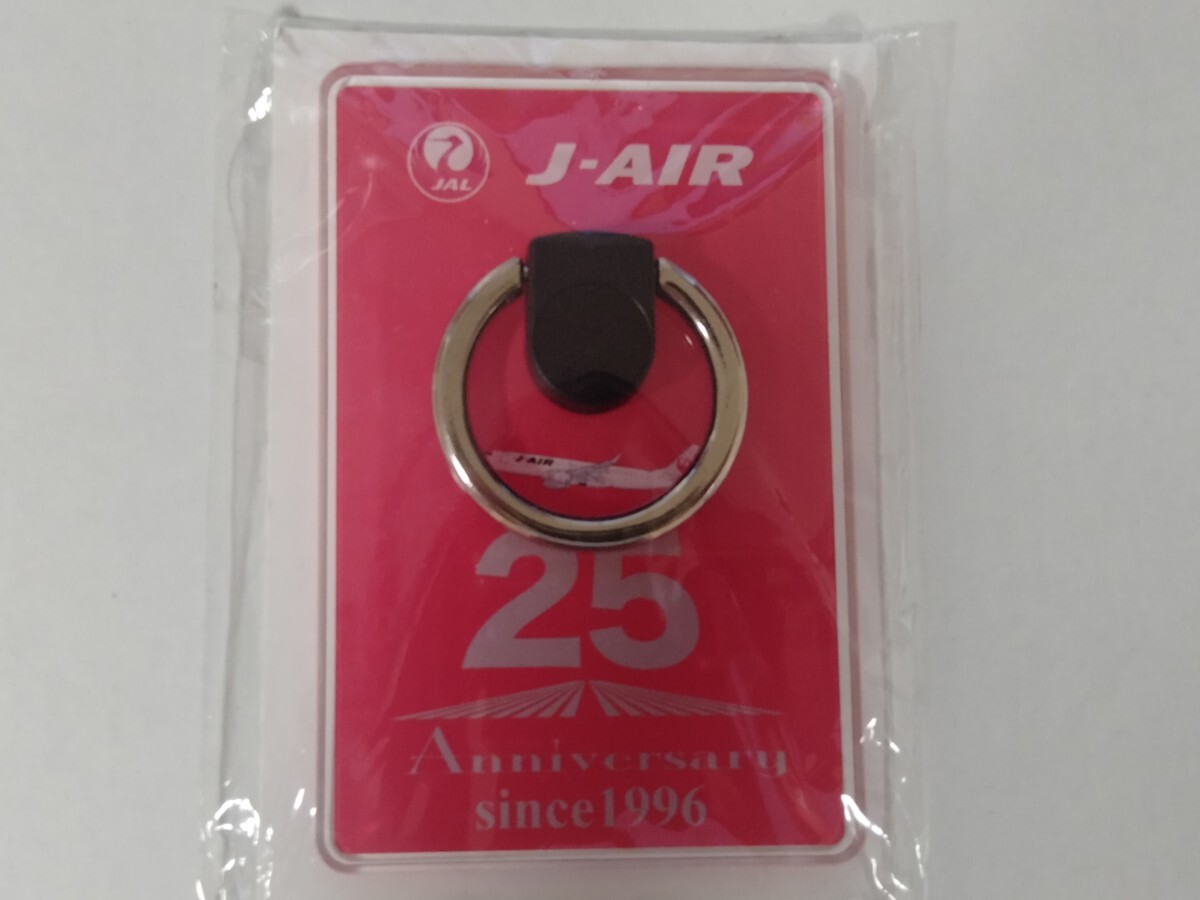 JAL J-AIR
J-AIR
25
Anniversary
since1996